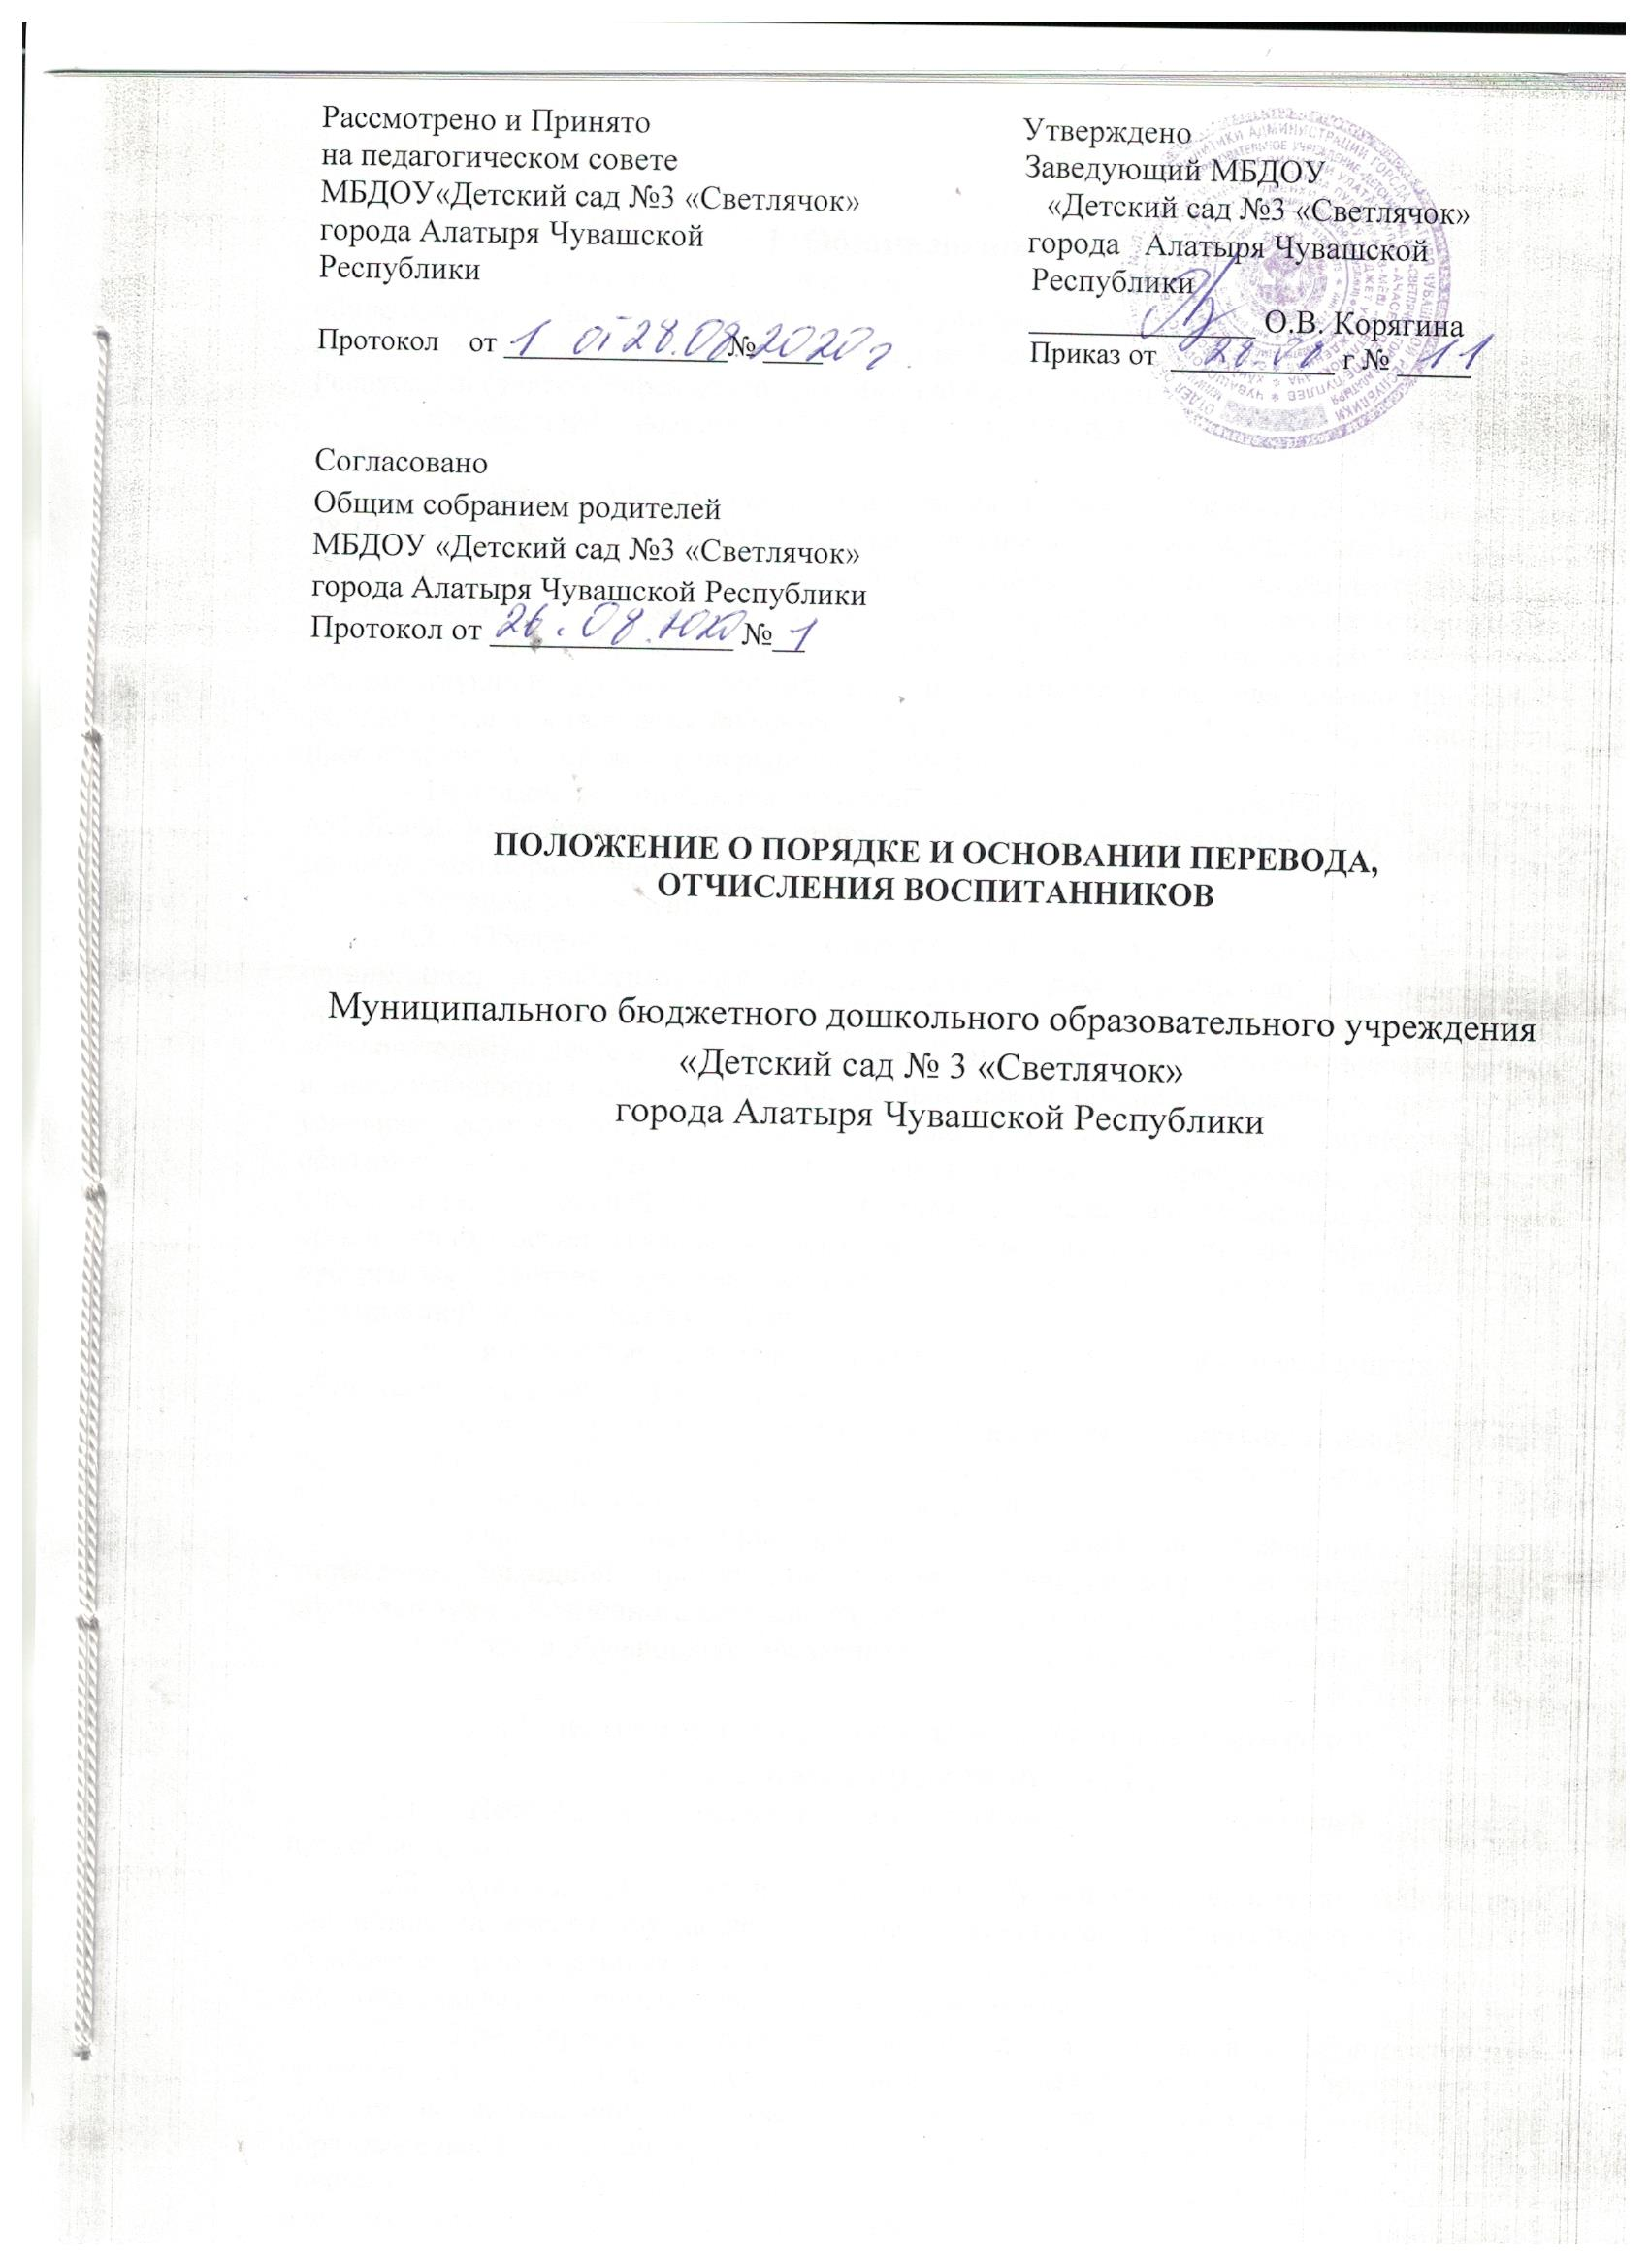 Рассмотрено и Принято
на педагогическом совете
МБДОУ«Детский сад №3 «Светлячок»
города Алатыря Чувашской
Республики
Протокол от 1 от 28.08 № 2020 г.
Утверждено
Заведующий МБДОУ
«Детский сад №3 «Светлячок»
города Алатыря Чувашской
Республики
О.В. Корягина
Приказ от 28.08 г № 11
Согласовано
Общим собранием родителей
МБДОУ «Детский сад №3 «Светлячок»
города Алатыря Чувашской Республики
Протокол от 26.08.2020 № 1
ПОЛОЖЕНИЕ О ПОРЯДКЕ И ОСНОВАНИИ ПЕРЕВОДА,
ОТЧИСЛЕНИЯ ВОСПИТАННИКОВ
Муниципального бюджетного дошкольного образовательного учреждения
«Детский сад № 3 «Светлячок»
города Алатыря Чувашской Республики